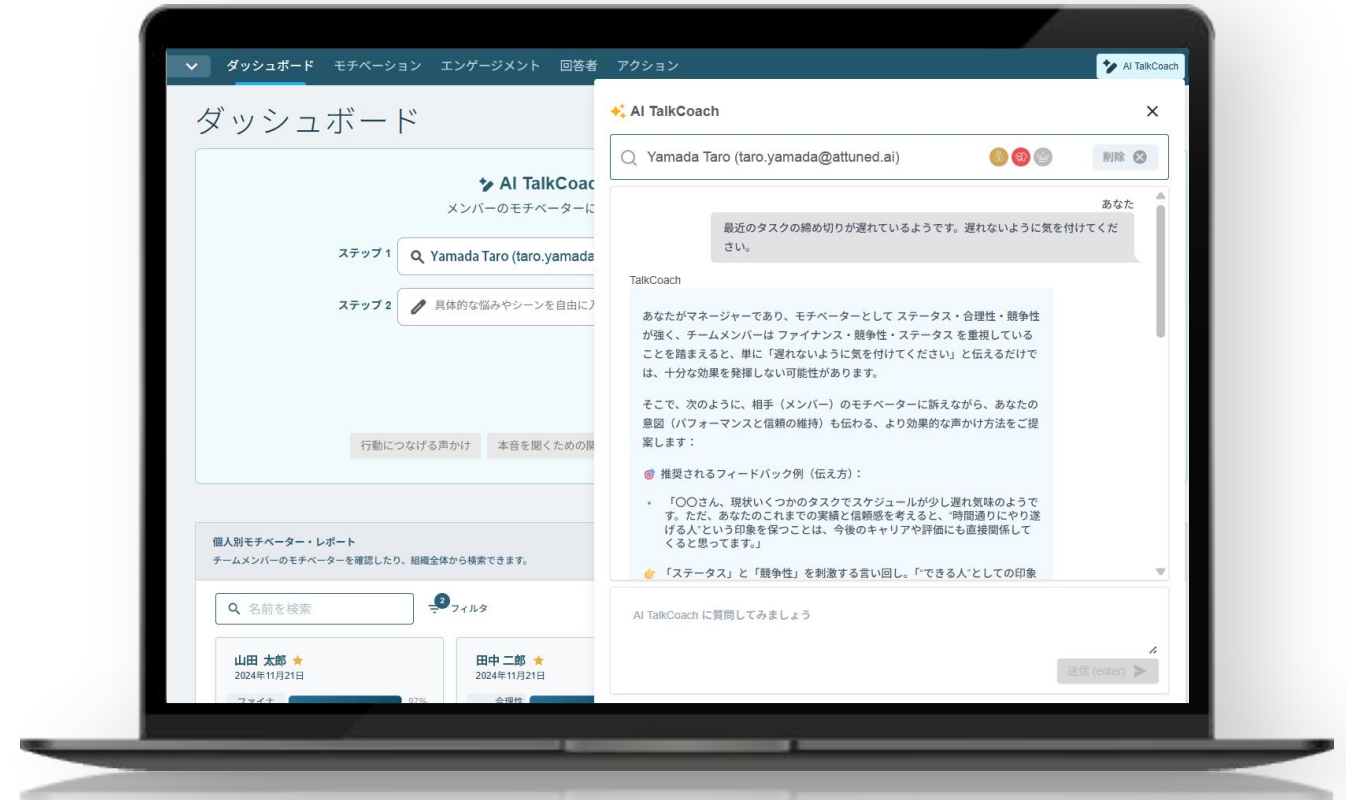 ダッシュボード
モチベーション
エンゲージメント
回答者
アクション
AI TalkCoach
ダッシュボード
AI TalkCoac
メンバーのモチベーターに
ステップ 1
Yamada Taro (taro.yamada
ステップ 2
具体的な悩みやシーンを自由に
行動につなげる声かけ
本音を聞くための
個人別モチベーター・レポート
チームメンバーのモチベーターを確認したり、組織全体から検索できます。
名前を検索
2
フィルタ
山田 太郎
2024年11月21日
ファイナ
97%
田中 二郎
2024年11月21日
合理性
AI TalkCoach
Yamada Taro (taro.yamada@attuned.ai)
削除
あなた
最近のタスクの締め切りが遅れているようです。遅れないように気を付けてくだ
さい。
TalkCoach
あなたがマネージャーであり、モチベーターとして ステータス・合理性・競争性
が強く、チームメンバーは ファイナンス・競争性・ステータス を重視している
ことを踏まえると、単に「遅れないように気を付けてください」と伝えるだけで
は、十分な効果を発揮しない可能性があります。
そこで、次のように、相手（メンバー）のモチベーターに訴えながら、あなたの
意図（パフォーマンスと信頼の維持）も伝わる、より効果的な声かけ方法をご提
案します：
🎯 推奨されるフィードバック例（伝え方）：
「〇〇さん、現状いくつかのタスクでスケジュールが少し遅れ気味のようで
す。ただ、あなたのこれまでの実績と信頼感を考えると、“時間通りにやり遂
げる人”という印象を保つことは、今後のキャリアや評価にも直接関係して
くると思ってます。」
👉 「ステータス」と「競争性」を刺激する言い回し。「“できる人”としての印象
AI TalkCoach に質問してみましょう
送信 (enter)